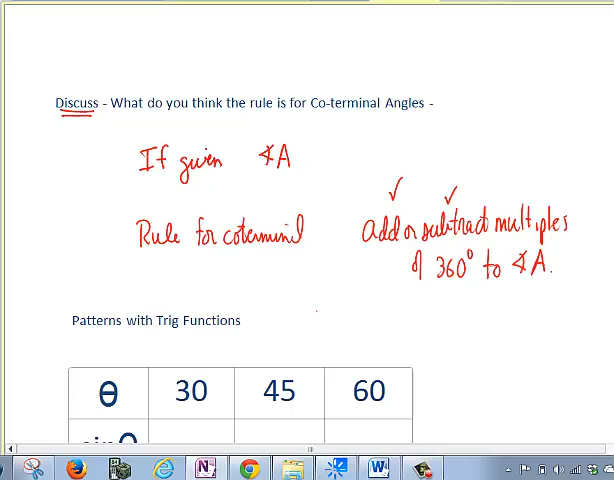 Discuss - What do you think the rule is for Co-terminal Angles -
If given ∢A
Rule for coterminal
Add or subtract multiples
of 360° to ∢A.
Patterns with Trig Functions
θ 30 45 60
sinθ